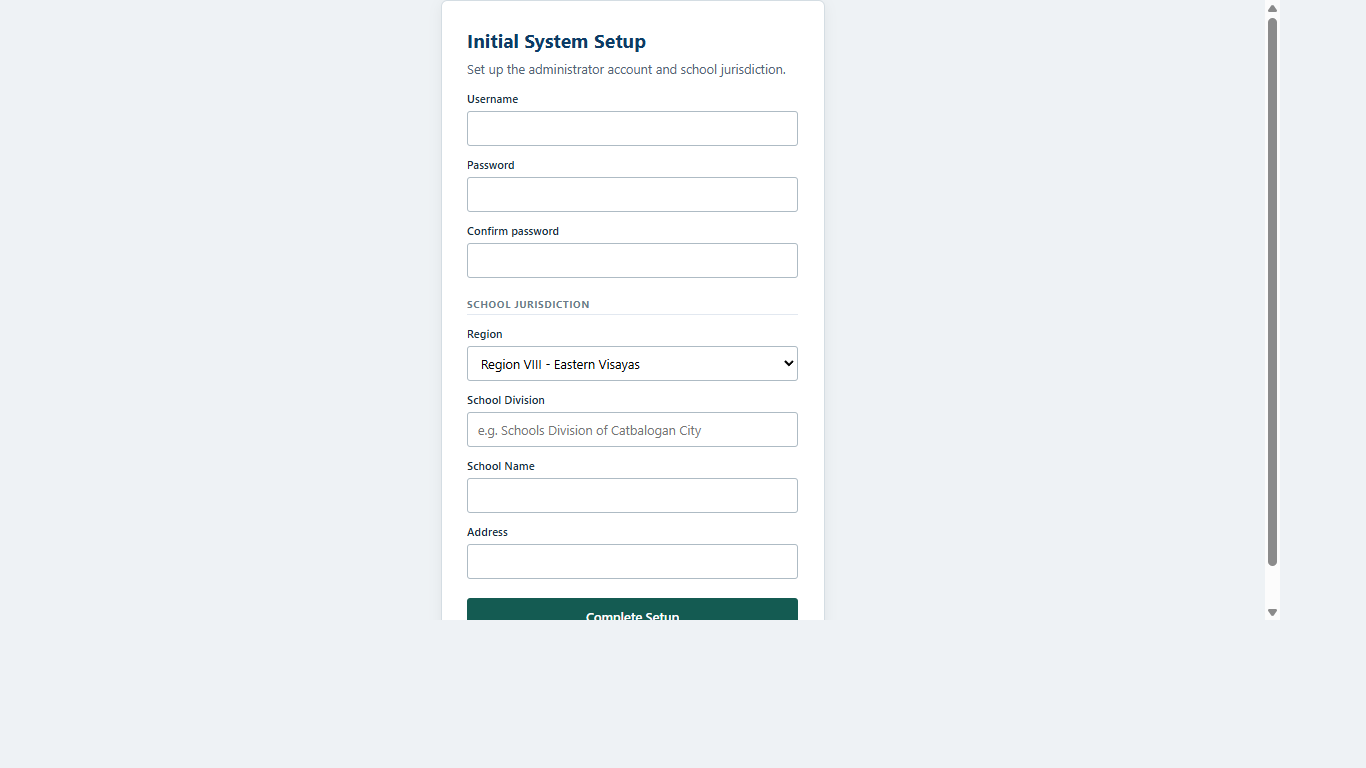 Initial System Setup
Set up the administrator account and school jurisdiction.
Username
Password
Confirm password
SCHOOL JURISDICTION
Region
Region VIII - Eastern Visayas
School Division
e.g. Schools Division of Catbalogan City
School Name
Address
Complete Setup